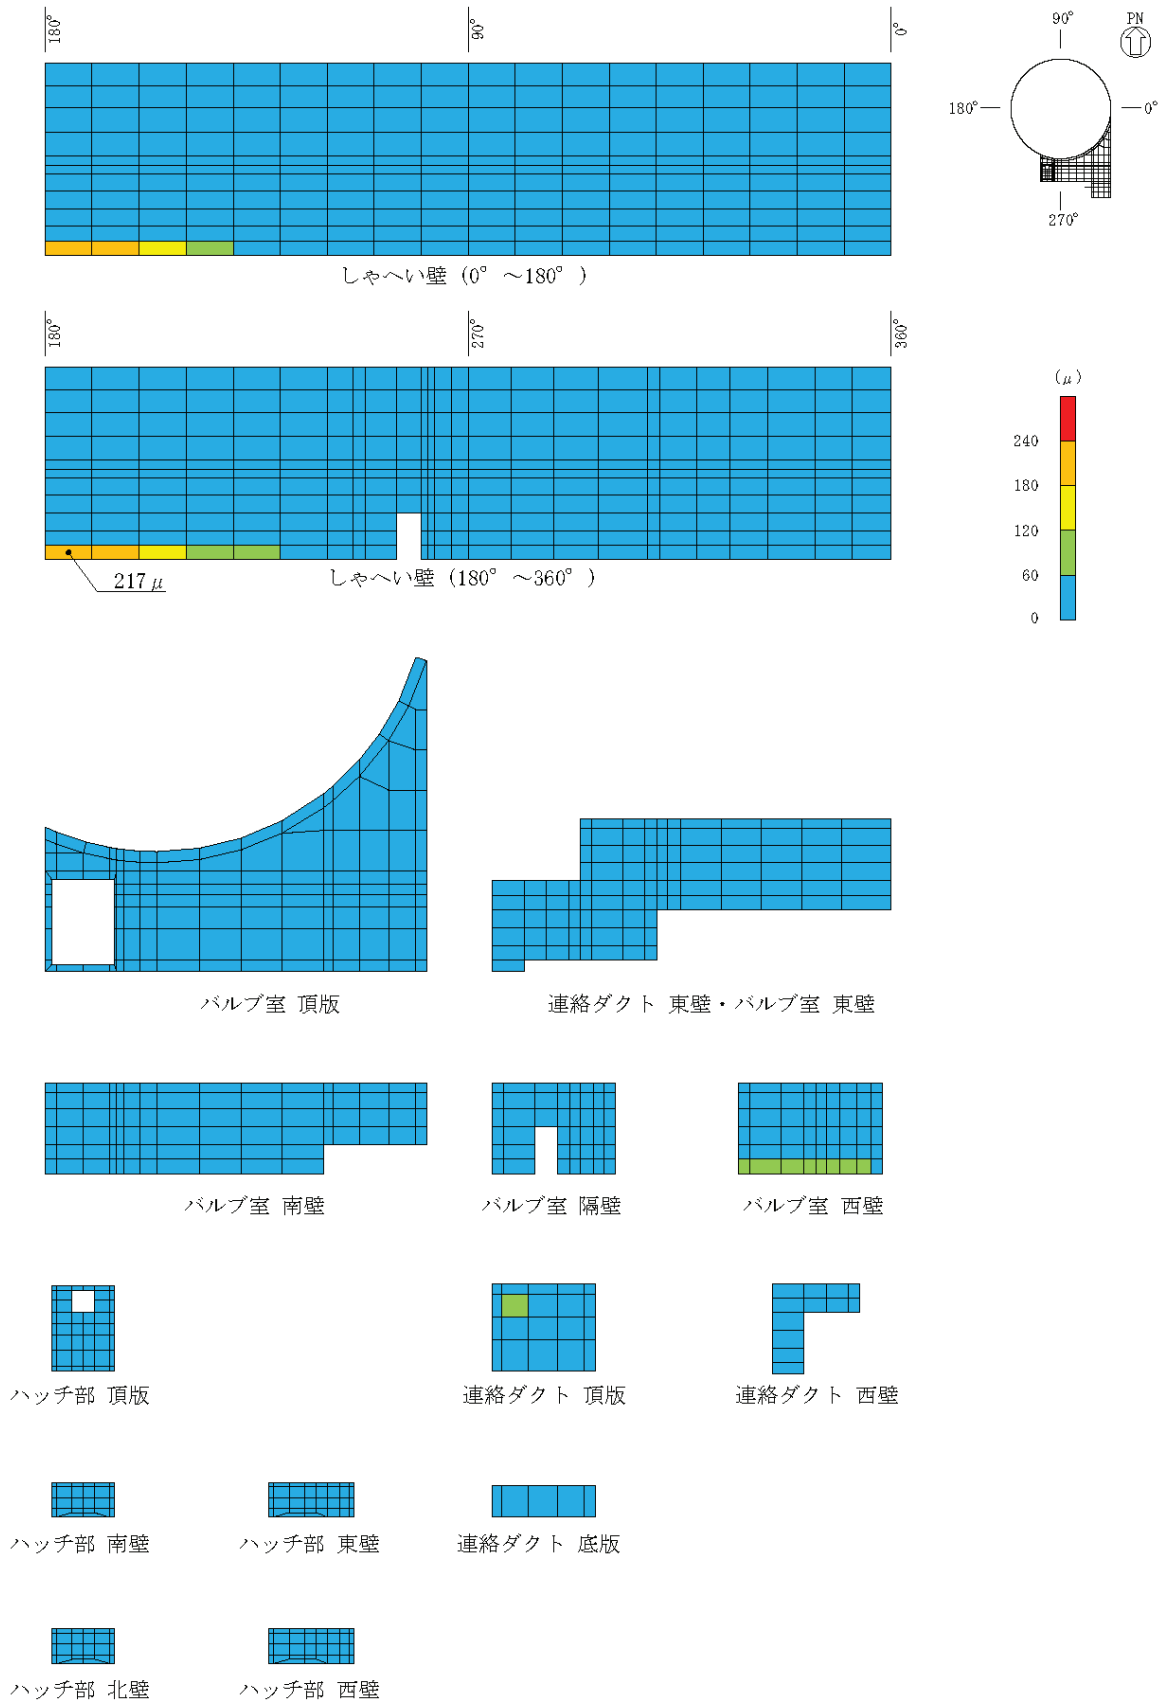 180°
90°
0°
90°
PN
180°
0°
270°
しゃへい壁 (0° ～180° )
180°
270°
360°
(μ)
240
180
120
60
0
217 μ
しゃへい壁 (180° ～360° )
バルブ室 頂版
連絡ダクト 東壁・バルブ室 東壁
バルブ室 南壁
バルブ室 隔壁
バルブ室 西壁
ハッチ部 頂版
連絡ダクト 頂版
連絡ダクト 西壁
ハッチ部 南壁
ハッチ部 東壁
連絡ダクト 底版
ハッチ部 北壁
ハッチ部 西壁